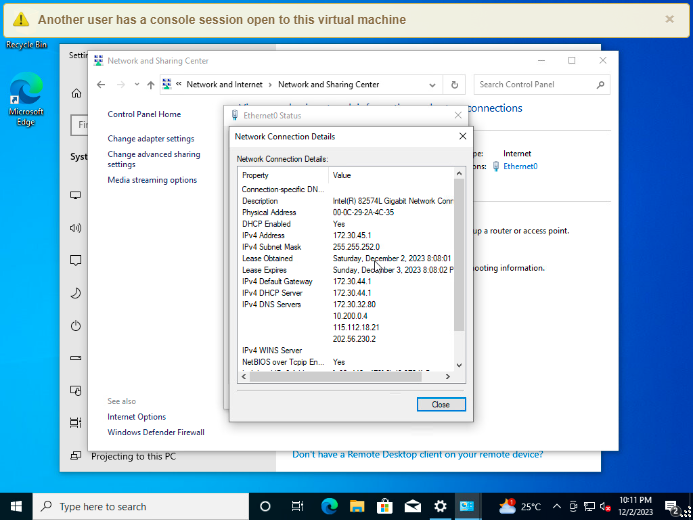 Another user has a console session open to this virtual machine
Recycle Bin
Microsoft
Edge
Network and Sharing Center
Network and Internet
Network and Sharing Center
Search Control Panel
Control Panel Home
connections
Change adapter settings
Change advanced sharing
settings
Media streaming options
Ethernet0 Status
Network Connection Details
Network Connection Details:
Property Value
Connection-specific DN...
Description Intel(R) 82574L Gigabit Network Conn
Physical Address 00-0C-29-2A-4C-35
DHCP Enabled Yes
IPv4 Address 172.30.45.1
IPv4 Subnet Mask 255.255.252.0
Lease Obtained Saturday, December 2, 2023 8:08:01
Lease Expires Sunday, December 3, 2023 8:08:02 P
IPv4 Default Gateway 172.30.44.1
IPv4 DHCP Server 172.30.44.1
IPv4 DNS Servers 172.30.32.80
10.200.0.4
115.112.18.21
202.56.230.2
IPv4 WINS Server
NetBIOS over Tcpip En... Yes
Close
Internet
Ethernet0
up a router or access point.
See also
Internet Options
Windows Defender Firewall
Projecting to this PC
Don't have a Remote Desktop client on your remote device?
Type here to search
25°C
10:11 PM
12/2/2023
2